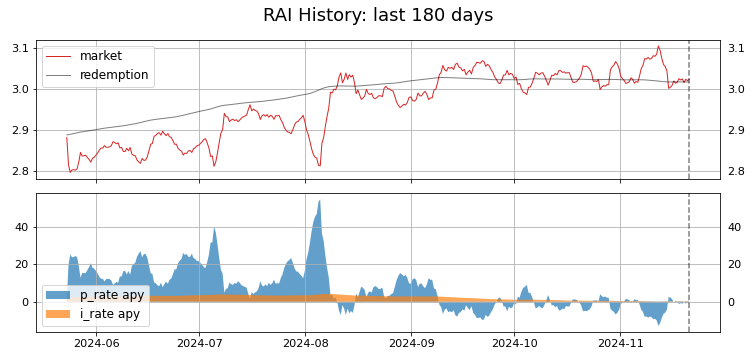 RAI History: last 180 days
3.1
3.0
2.9
2.8
market
redemption
3.1
3.0
2.9
2.8
40
20
0
p_rate apy
i_rate apy
40
20
0
2024-06 2024-07 2024-08 2024-09 2024-10 2024-11